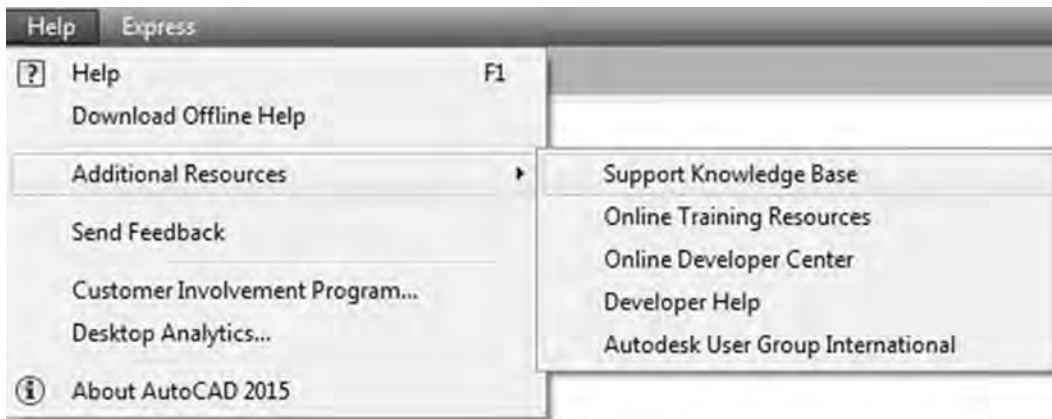 Help Express
? Help F1
Download Offline Help
Additional Resources
Send Feedback
Customer Involvement Program...
Desktop Analytics...
i About AutoCAD 2015
Support Knowledge Base
Online Training Resources
Online Developer Center
Developer Help
Autodesk User Group International